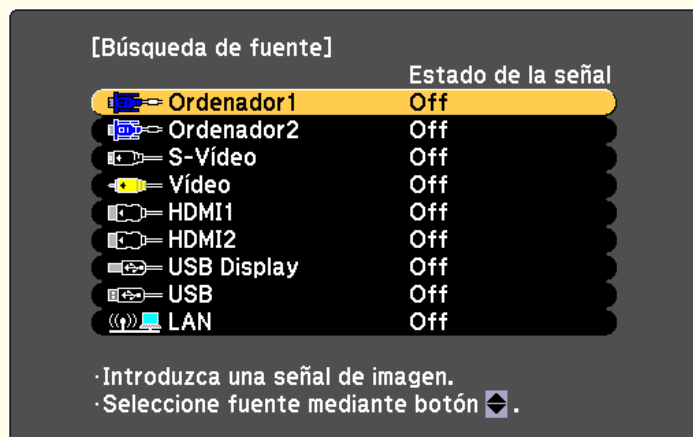 [Búsqueda de fuente]
Estado de la señal
Ordenador1 Off
Ordenador2 Off
S-Vídeo Off
Vídeo Off
HDMI1 Off
HDMI2 Off
USB Display Off
USB Off
LAN Off
·Introduzca una señal de imagen.
·Seleccione fuente mediante botón .